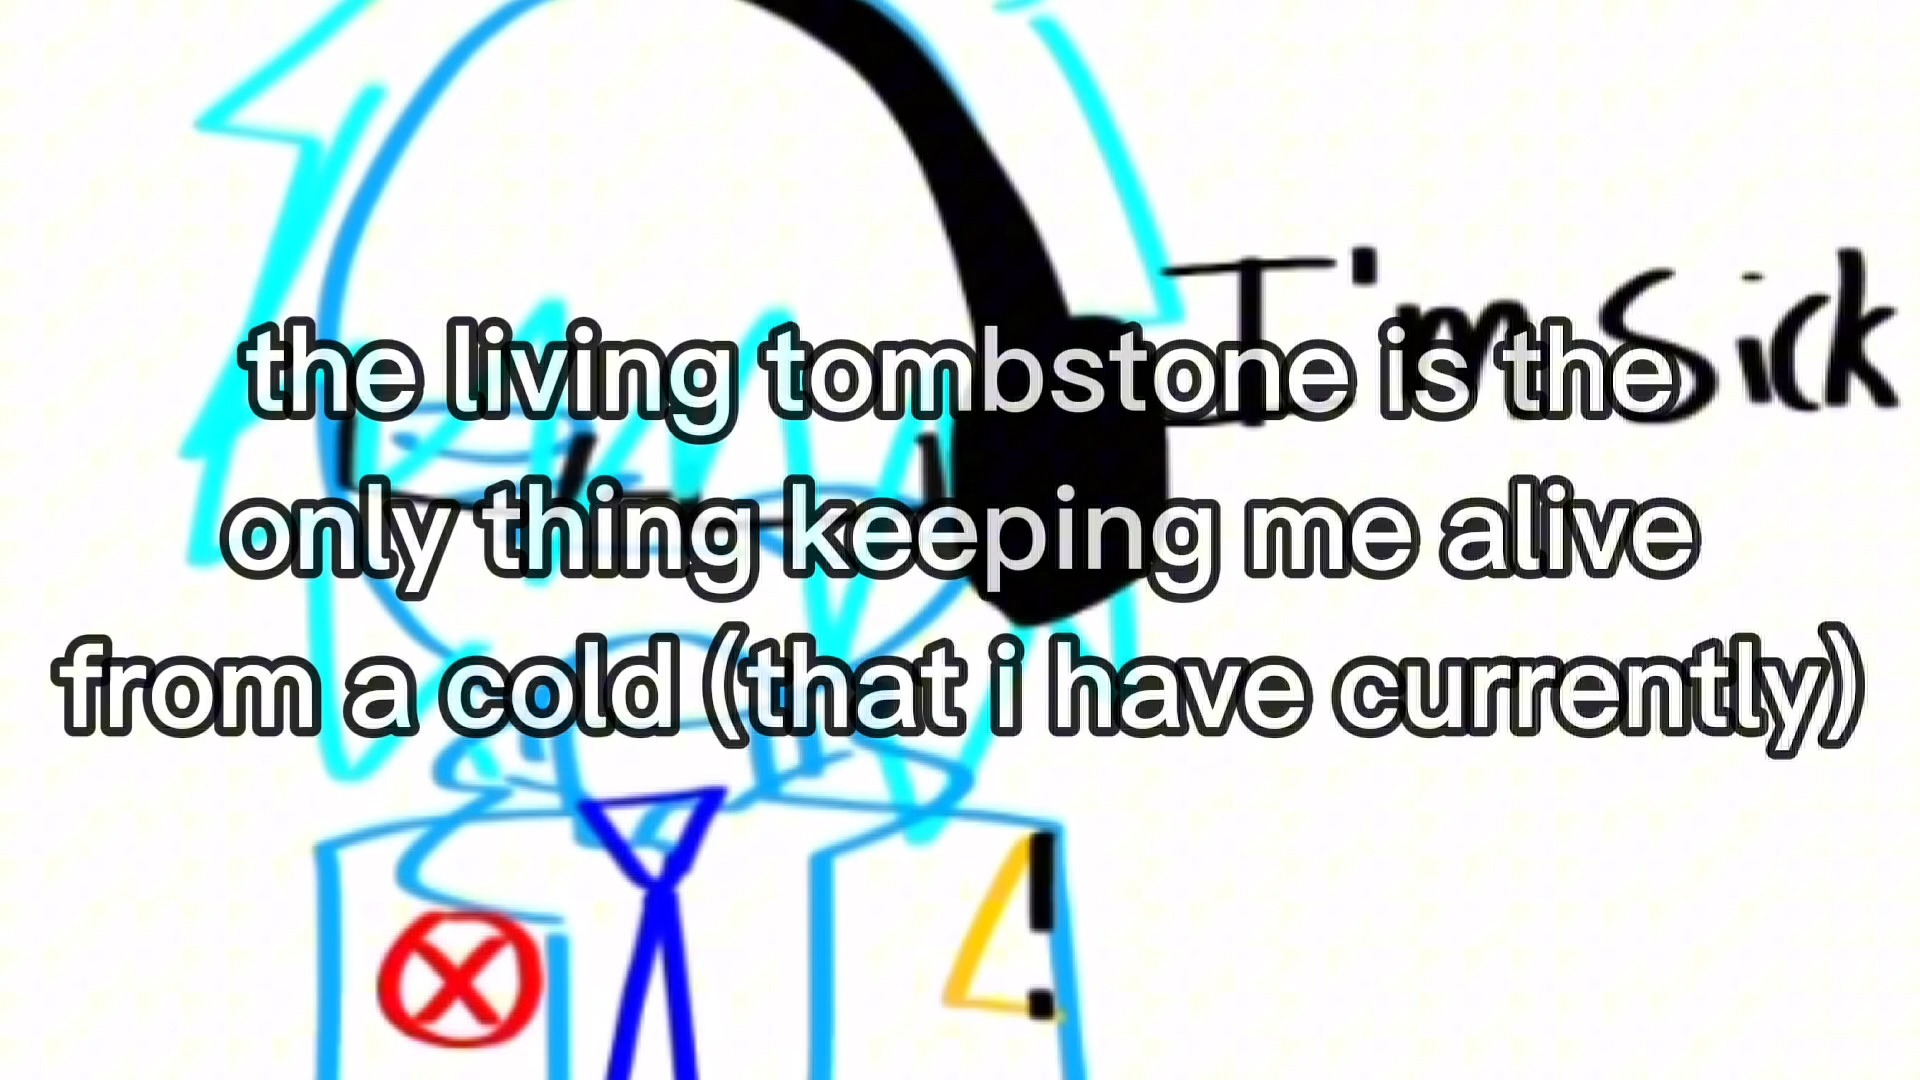 I'm sick
the living tombstone is the
only thing keeping me alive
from a cold (that i have currently)